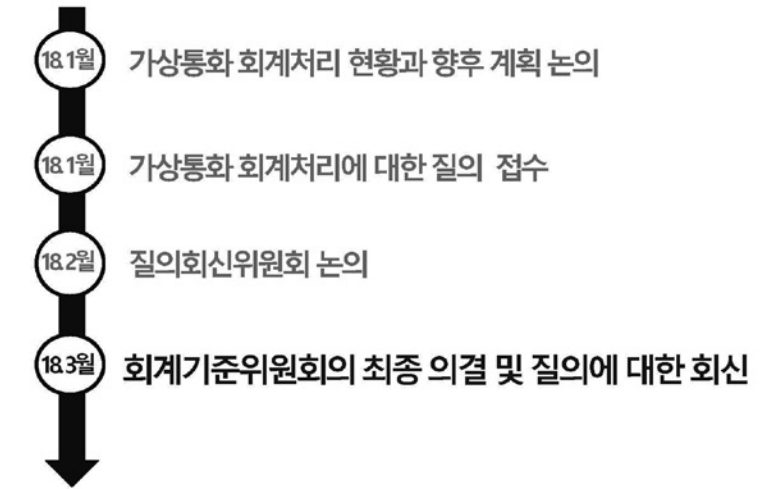 18.1월 가상통화 회계처리 현황과 향후 계획 논의
18.1월 가상통화 회계처리에 대한 질의 접수
18.2월 질의회신위원회 논의
18.3월 회계기준위원회의 최종 의결 및 질의에 대한 회신